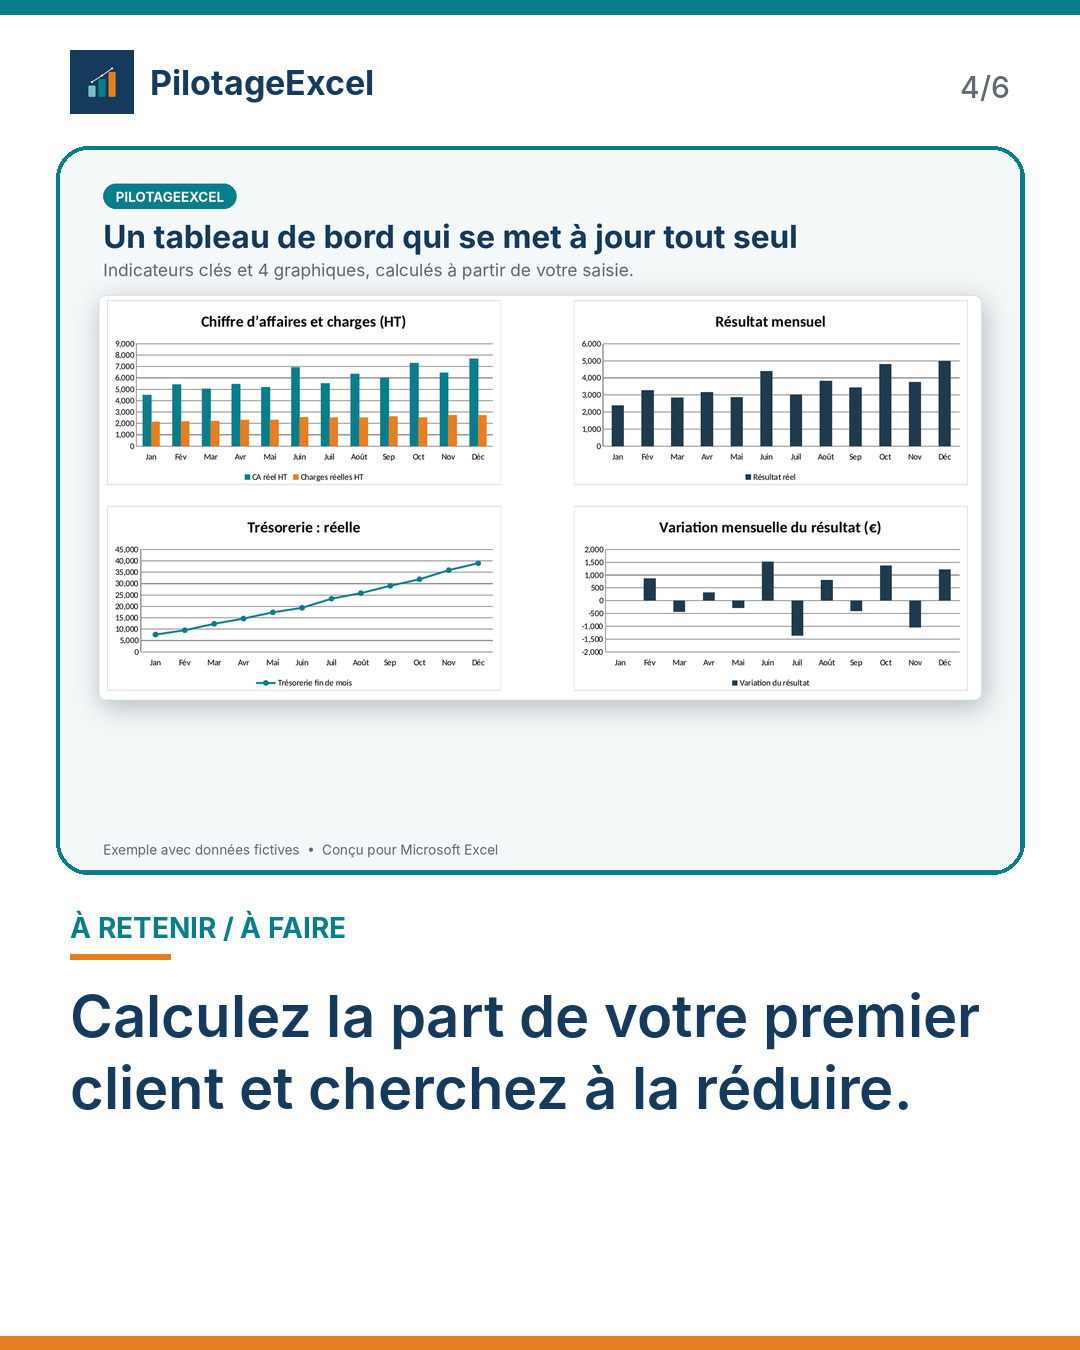 PilotageExcel
4/6
PILOTAGEEXCEL
Un tableau de bord qui se met à jour tout seul
Indicateurs clés et 4 graphiques, calculés à partir de votre saisie.
Chiffre d’affaires et charges (HT)
9,000
8,000
7,000
6,000
5,000
4,000
3,000
2,000
1,000
0
Jan Fév Mar Avr Mai Juin Juil Août Sep Oct Nov Déc
CA réel HT Charges réelles HT
Résultat mensuel
6,000
5,000
4,000
3,000
2,000
1,000
0
Jan Fév Mar Avr Mai Juin Juil Août Sep Oct Nov Déc
Résultat réel
Trésorerie : réelle
45,000
40,000
35,000
30,000
25,000
20,000
15,000
10,000
5,000
0
Jan Fév Mar Avr Mai Juin Juil Août Sep Oct Nov Déc
Trésorerie fin de mois
Variation mensuelle du résultat (€)
2,000
1,500
1,000
500
0
-500
-1,000
-1,500
-2,000
Jan Fév Mar Avr Mai Juin Juil Août Sep Oct Nov Déc
Variation du résultat
Exemple avec données fictives • Conçu pour Microsoft Excel
À RETENIR / À FAIRE
Calculez la part de votre premier
client et cherchez à la réduire.